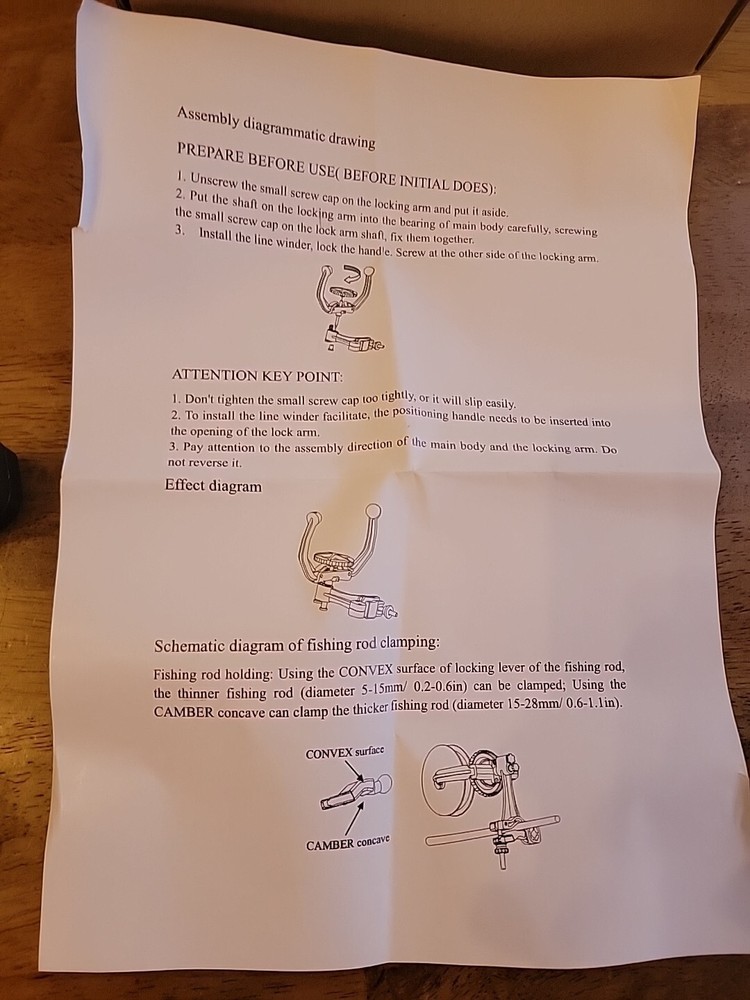 Assembly diagrammatic drawing
PREPARE BEFORE USE( BEFORE INITIAL DOES):
1. Unscrew the small screw cap on the locking arm and put it aside.
2. Put the shaft on the locking arm into the bearing of main body carefully, screwing
the small screw cap on the lock arm shaft, fix them together.
3. Install the line winder, lock the handle. Screw at the other side of the locking arm.
ATTENTION KEY POINT:
1. Don't tighten the small screw cap too tightly, or it will slip easily.
2. To install the line winder facilitate, the positioning handle needs to be inserted into
the opening of the lock arm.
3. Pay attention to the assembly direction of the main body and the locking arm. Do
not reverse it.
Effect diagram
Schematic diagram of fishing rod clamping:
Fishing rod holding: Using the CONVEX surface of locking lever of the fishing rod,
the thinner fishing rod (diameter 5-15mm/ 0.2-0.6in) can be clamped; Using the
CAMBER concave can clamp the thicker fishing rod (diameter 15-28mm/ 0.6-1.1in).
CONVEX surface
CAMBER concave